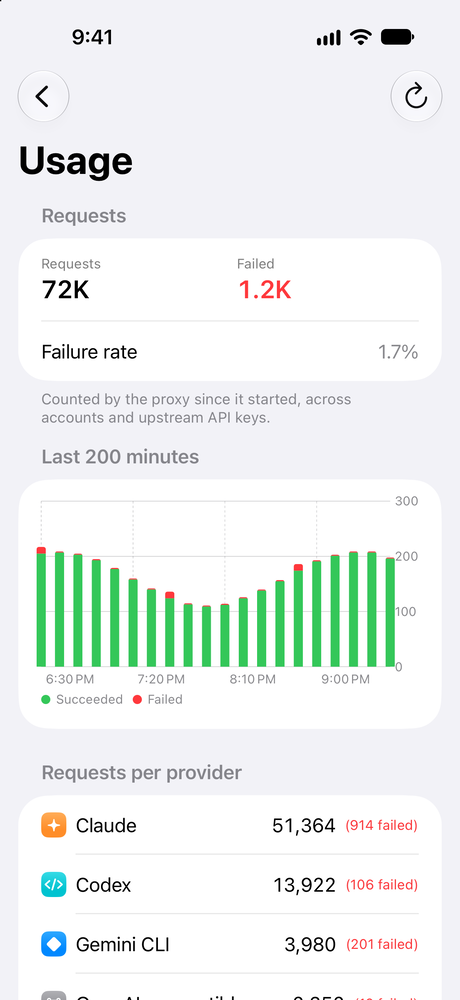 9:41
Usage
Requests
Requests Failed
72K 1.2K
Failure rate 1.7%
Counted by the proxy since it started, across
accounts and upstream API keys.
Last 200 minutes
300
200
100
0
6:30 PM 7:20 PM 8:10 PM 9:00 PM
Succeeded Failed
Requests per provider
Claude 51,364 (914 failed)
Codex 13,922 (106 failed)
Gemini CLI 3,980 (201 failed)